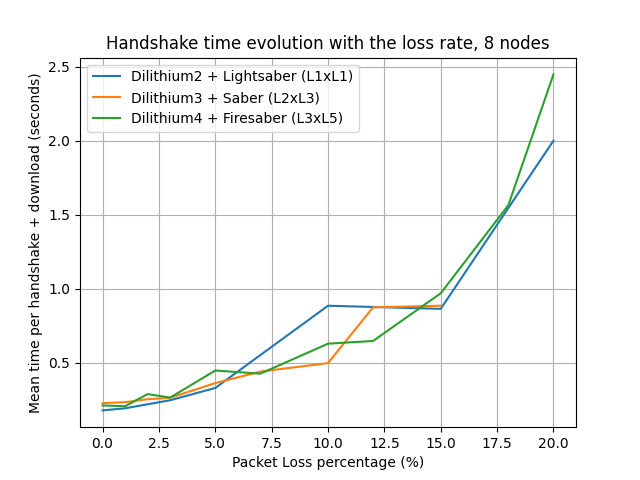 Handshake time evolution with the loss rate, 8 nodes
Dilithium2 + Lightsaber (L1xL1)
Dilithium3 + Saber (L2xL3)
Dilithium4 + Firesaber (L3xL5)
Mean time per handshake + download (seconds)
2.5
2.0
1.5
1.0
0.5
0.0 2.5 5.0 7.5 10.0 12.5 15.0 17.5 20.0
Packet Loss percentage (%)